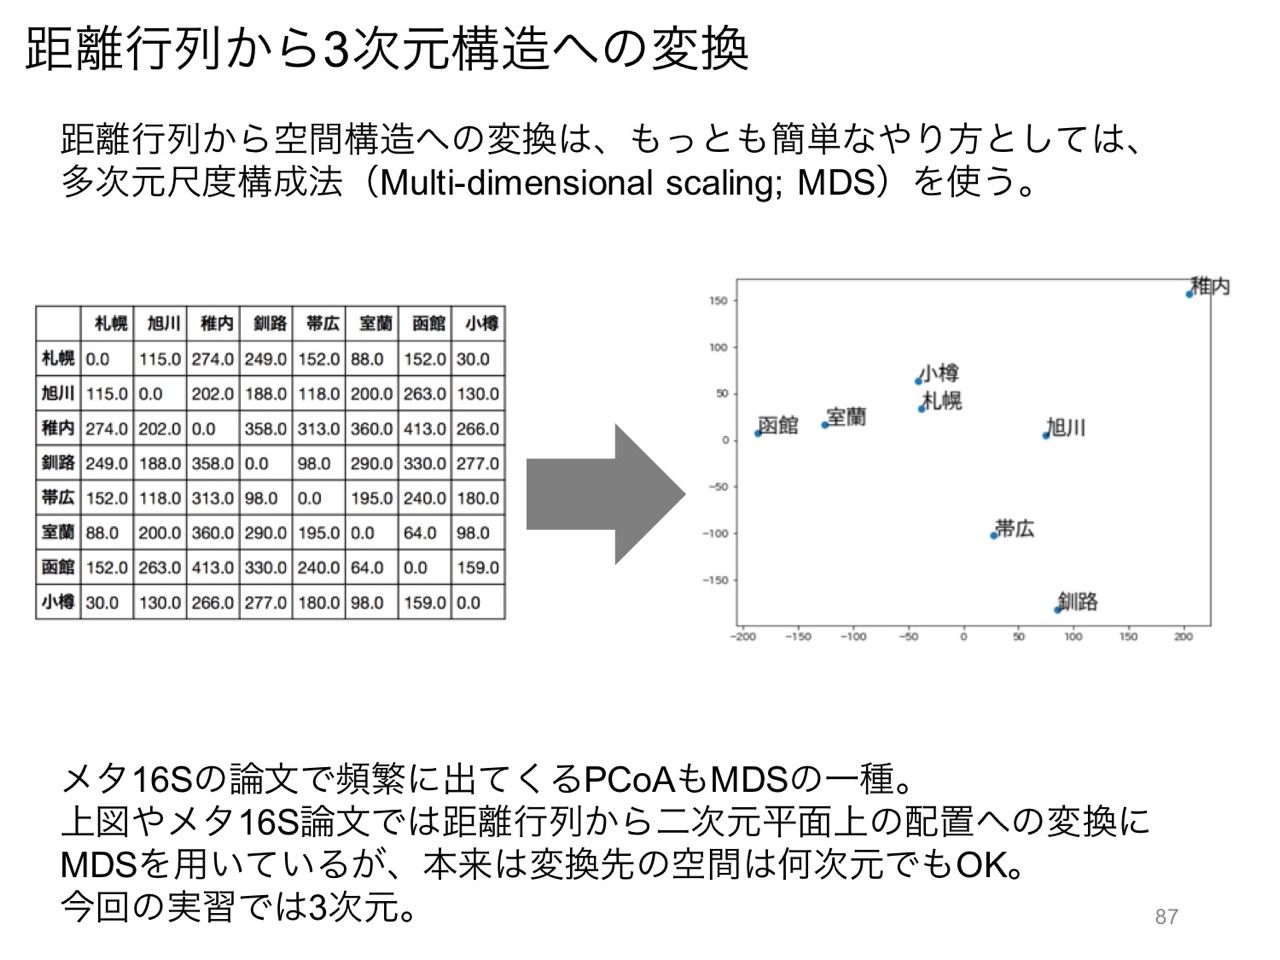 距離行列から3次元構造への変換
距離行列から空間構造への変換は、もっとも簡単なやり方としては、
多次元尺度構成法（Multi-dimensional scaling; MDS）を使う。
札幌 旭川 稚内 釧路 帯広 室蘭 函館 小樽
札幌 0.0 115.0 274.0 249.0 152.0 88.0 152.0 30.0
旭川 115.0 0.0 202.0 188.0 118.0 200.0 263.0 130.0
稚内 274.0 202.0 0.0 358.0 313.0 360.0 413.0 266.0
釧路 249.0 188.0 358.0 0.0 98.0 290.0 330.0 277.0
帯広 152.0 118.0 313.0 98.0 0.0 195.0 240.0 180.0
室蘭 88.0 200.0 360.0 290.0 195.0 0.0 64.0 98.0
函館 152.0 263.0 413.0 330.0 240.0 64.0 0.0 159.0
小樽 30.0 130.0 266.0 277.0 180.0 98.0 159.0 0.0
稚内
150
100
小樽
50
札幌
室蘭
函館
旭川
0
−50
帯広
−100
−150
釧路
−200 −150 −100 −50 0 50 100 150 200
メタ16Sの論文で頻繁に出てくるPCoAもMDSの一種。
上図やメタ16S論文では距離行列から二次元平面上の配置への変換に
MDSを用いているが、本来は変換先の空間は何次元でもOK。
今回の実習では3次元。
87